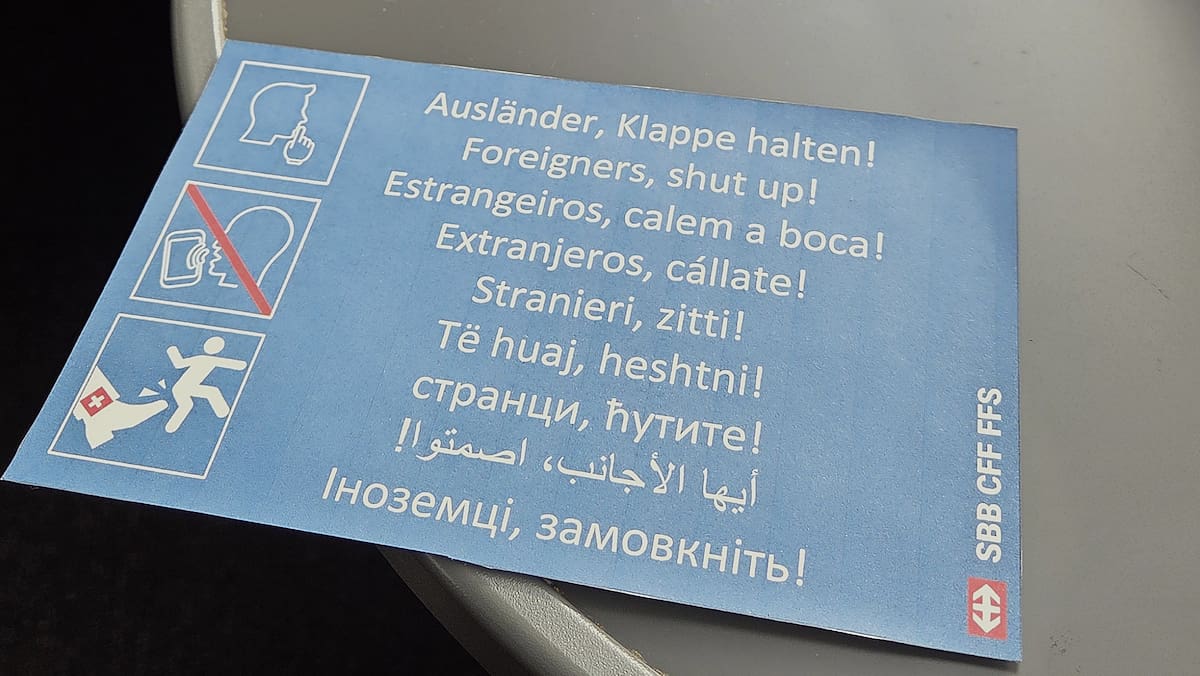 Ausländer, Klappe halten!
Foreigners, shut up!
Estrangeiros, calem a boca!
Extranjeros, cállate!
Stranieri, zitti!
Të huaj, heshtni!
странци, ћутите!
أيها الأجانب، اصمتوا!
Іноземці, замовкніть!
SBB CFF FFS